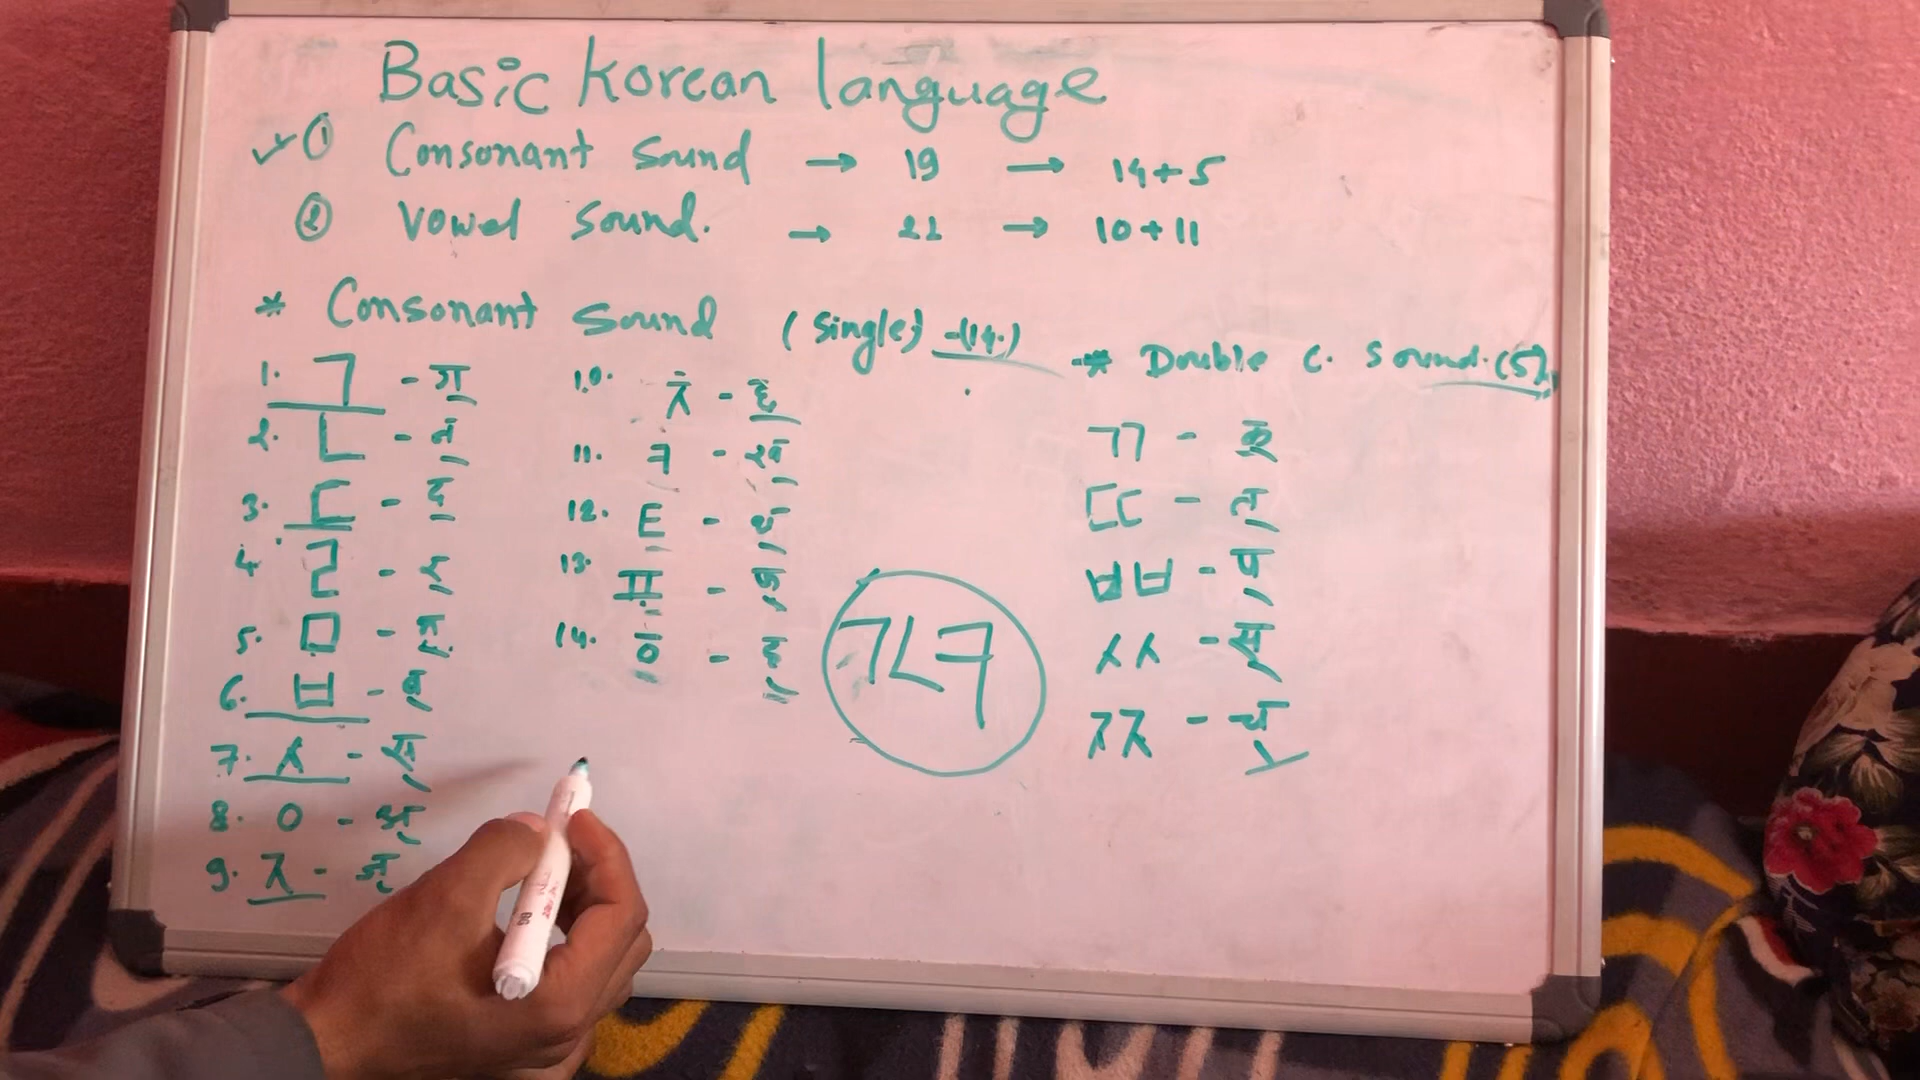 Basic Korean language
✓ ① Consonant Sound → 19 → 14+5
② Vowel Sound. → 21 → 10+11
* Consonant Sound (Single) -(14.)
1. ㄱ - ग्
2. ㄴ - न्
3. ㄷ - द्
4. ㄹ - र्
5. ㅁ - म्
6. ㅂ - ब्
7. ㅅ - स्
8. ㅇ - अ्
9. ㅈ - ज्
10. ㅊ - छ्
11. ㅋ - ख्
12. ㅌ - थ्
13. ㅍ - फ्
14. ㅎ - ह्
ㄱㄴㅋ
* Double C. Sound. (5)
ㄲ - क्
ㄸ - त्
ㅃ - प्
ㅆ - स्
ㅉ - च्